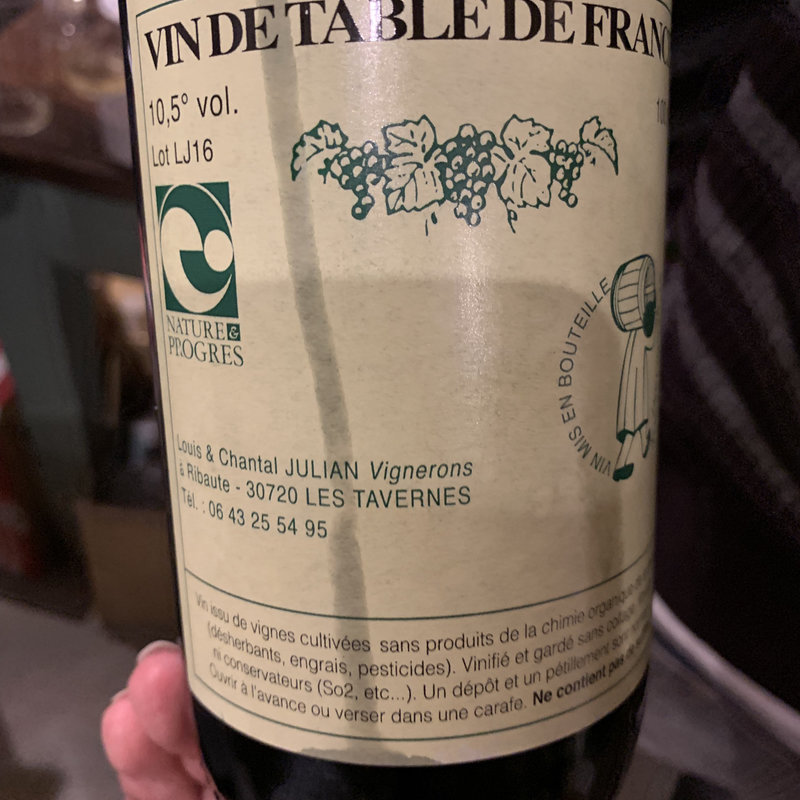 VIN DE TABLE DE FRANC
10,5° vol.
Lot LJ16
NATURE &
PROGRES
VIN MIS EN BOUTEILLE
Louis & Chantal JULIAN Vignerons
à Ribaute - 30720 LES TAVERNES
Tél. : 06 43 25 54 95
Vin issu de vignes cultivées sans produits de la chimie organique
(désherbants, engrais, pesticides). Vinifié et gardé sans collage
ni conservateurs (So2, etc...). Un dépôt et un pétillement sont
Ouvrir à l'avance ou verser dans une carafe. Ne contient pas